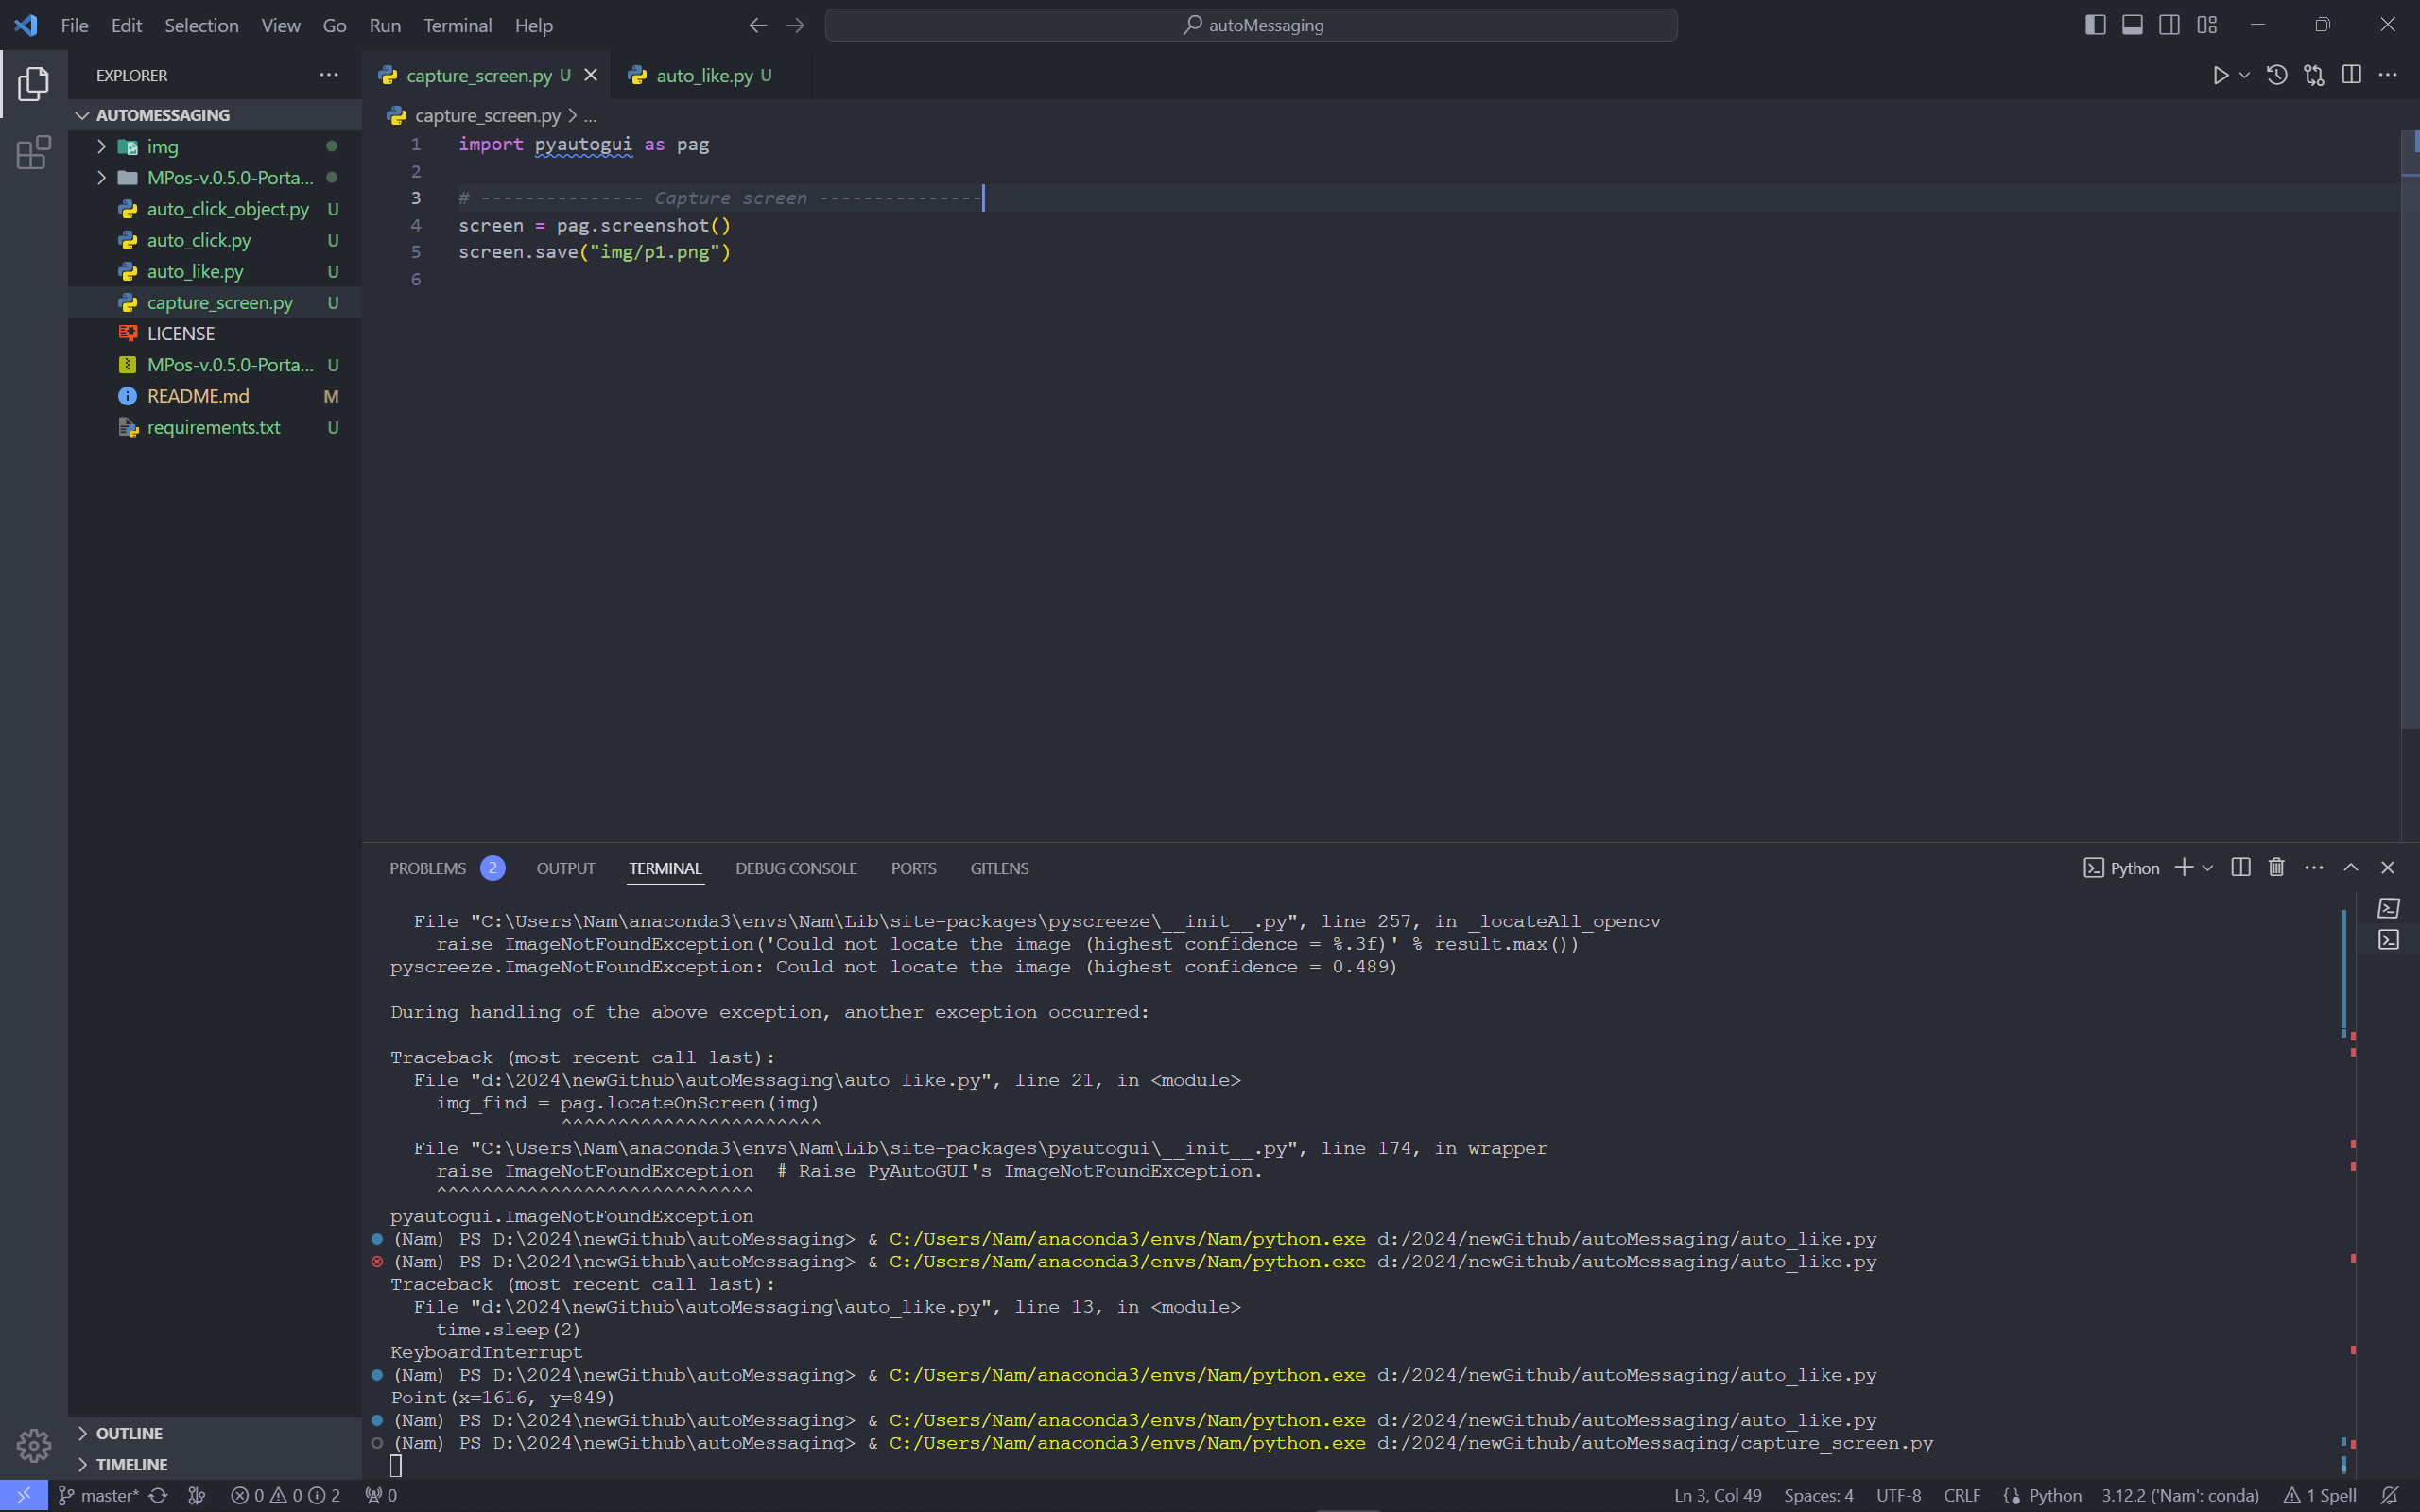 File Edit Selection View Go Run Terminal Help
autoMessaging
EXPLORER
capture_screen.py U
auto_like.py U
AUTOMESSAGING
img
MPos-v.0.5.0-Porta...
auto_click_object.py U
auto_click.py U
auto_like.py U
capture_screen.py U
LICENSE
MPos-v.0.5.0-Porta... U
README.md M
requirements.txt U
OUTLINE
TIMELINE
capture_screen.py > ...
1 import pyautogui as pag
2
3 # --------------- Capture screen ---------------
4 screen = pag.screenshot()
5 screen.save("img/p1.png")
6
PROBLEMS 2 OUTPUT TERMINAL DEBUG CONSOLE PORTS GITLENS
Python
File "C:\Users\Nam\anaconda3\envs\Nam\Lib\site-packages\pyscreeze\__init__.py", line 257, in _locateAll_opencv
raise ImageNotFoundException('Could not locate the image (highest confidence = %.3f)' % result.max())
pyscreeze.ImageNotFoundException: Could not locate the image (highest confidence = 0.489)
During handling of the above exception, another exception occurred:
Traceback (most recent call last):
File "d:\2024\newGithub\autoMessaging\auto_like.py", line 21, in <module>
img_find = pag.locateOnScreen(img)
^^^^^^^^^^^^^^^^^^^^^^^
File "C:\Users\Nam\anaconda3\envs\Nam\Lib\site-packages\pyautogui\__init__.py", line 174, in wrapper
raise ImageNotFoundException  # Raise PyAutoGUI's ImageNotFoundException.
^^^^^^^^^^^^^^^^^^^^^^^^^^^^
pyautogui.ImageNotFoundException
(Nam) PS D:\2024\newGithub\autoMessaging> & C:/Users/Nam/anaconda3/envs/Nam/python.exe d:/2024/newGithub/autoMessaging/auto_like.py
(Nam) PS D:\2024\newGithub\autoMessaging> & C:/Users/Nam/anaconda3/envs/Nam/python.exe d:/2024/newGithub/autoMessaging/auto_like.py
Traceback (most recent call last):
File "d:\2024\newGithub\autoMessaging\auto_like.py", line 13, in <module>
time.sleep(2)
KeyboardInterrupt
(Nam) PS D:\2024\newGithub\autoMessaging> & C:/Users/Nam/anaconda3/envs/Nam/python.exe d:/2024/newGithub/autoMessaging/auto_like.py
Point(x=1616, y=849)
(Nam) PS D:\2024\newGithub\autoMessaging> & C:/Users/Nam/anaconda3/envs/Nam/python.exe d:/2024/newGithub/autoMessaging/auto_like.py
(Nam) PS D:\2024\newGithub\autoMessaging> & C:/Users/Nam/anaconda3/envs/Nam/python.exe d:/2024/newGithub/autoMessaging/capture_screen.py
master* 0 0 2 0 Ln 3, Col 49 Spaces: 4 UTF-8 CRLF Python 3.12.2 ('Nam': conda) 1 Spell